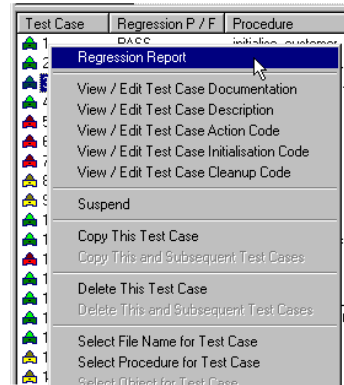 Test Case Regression P / F Procedure
1 PASS initialise_customer
Regression Report
View / Edit Test Case Documentation
View / Edit Test Case Description
View / Edit Test Case Action Code
View / Edit Test Case Initialisation Code
View / Edit Test Case Cleanup Code
Suspend
Copy This Test Case
Copy This and Subsequent Test Cases
Delete This Test Case
Delete This and Subsequent Test Cases
Select File Name for Test Case
Select Procedure for Test Case
Select Object for Test Case